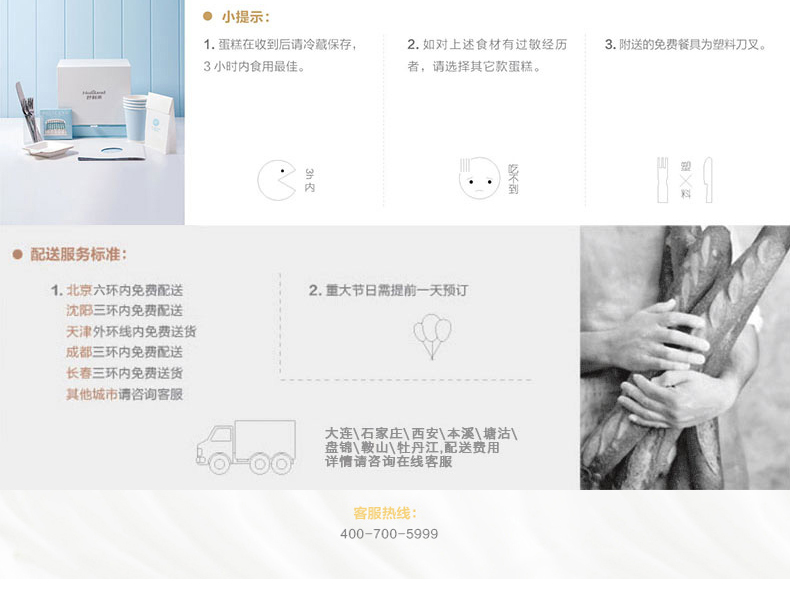 小提示：
1. 蛋糕在收到后请冷藏保存，
3 小时内食用最佳。
2. 如对上述食材有过敏经历
者，请选择其它款蛋糕。
3. 附送的免费餐具为塑料刀叉。
Holiland
好利来
3h 内
吃不到
塑
料
配送服务标准：
1. 北京六环内免费配送
沈阳三环内免费配送
天津外环线内免费送货
成都三环内免费配送
长春三环内免费送货
其他城市请咨询客服
2. 重大节日需提前一天预订
大连\石家庄\西安\本溪\塘沽\
盘锦\鞍山\牡丹江,配送费用
详情请咨询在线客服
客服热线：
400-700-5999